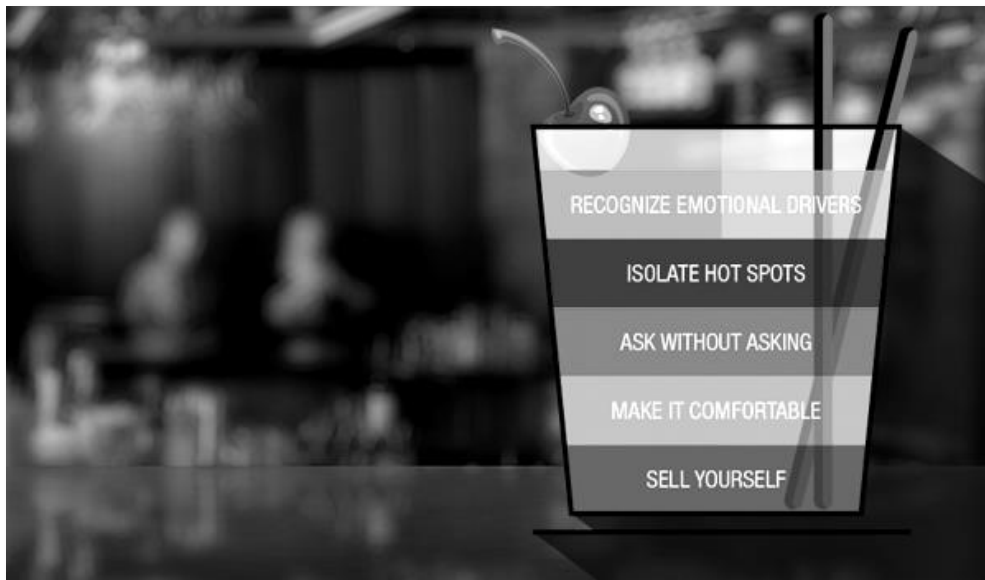 RECOGNIZE EMOTIONAL DRIVERS
ISOLATE HOT SPOTS
ASK WITHOUT ASKING
MAKE IT COMFORTABLE
SELL YOURSELF